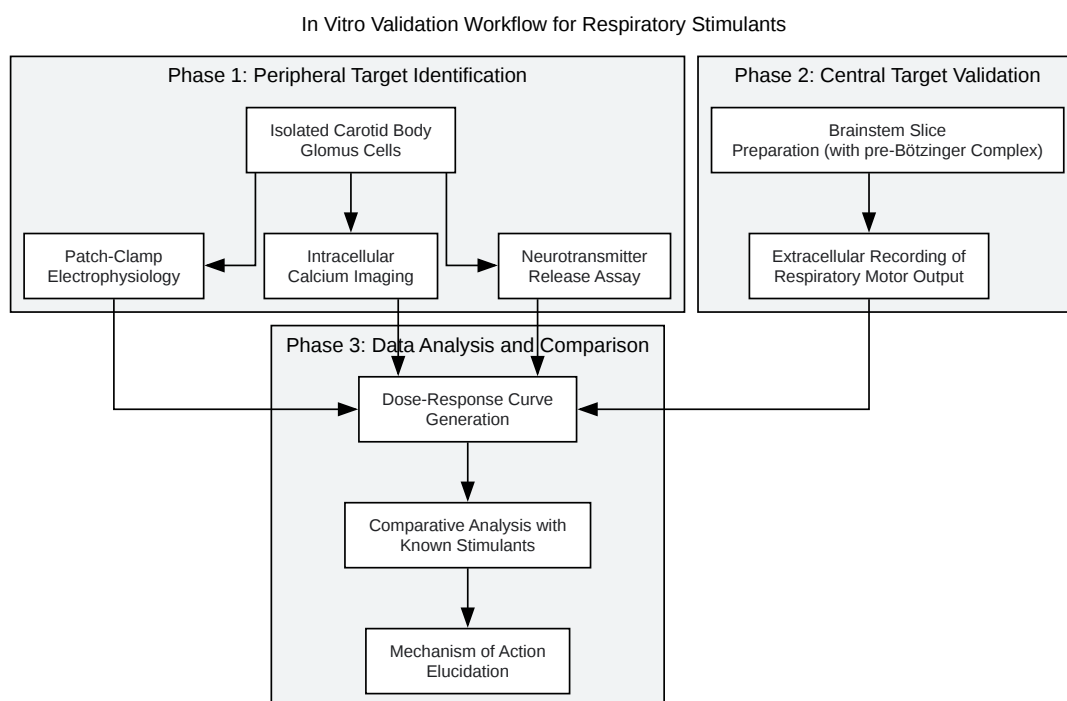 In Vitro Validation Workflow for Respiratory Stimulants
Phase 1: Peripheral Target Identification
Isolated Carotid Body
Glomus Cells
Patch-Clamp
Electrophysiology
Intracellular
Calcium Imaging
Neurotransmitter
Release Assay
Phase 2: Central Target Validation
Brainstem Slice
Preparation (with pre-Bötzinger Complex)
Extracellular Recording of
Respiratory Motor Output
Phase 3: Data Analysis and Comparison
Dose-Response Curve
Generation
Comparative Analysis with
Known Stimulants
Mechanism of Action
Elucidation